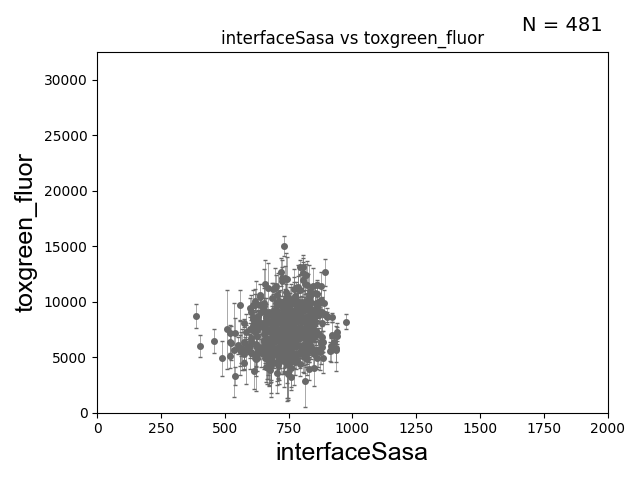 N = 481
interfaceSasa vs toxgreen_fluor
30000
25000
20000
15000
10000
5000
0
toxgreen_fluor
0 250 500 750 1000 1250 1500 1750 2000
interfaceSasa